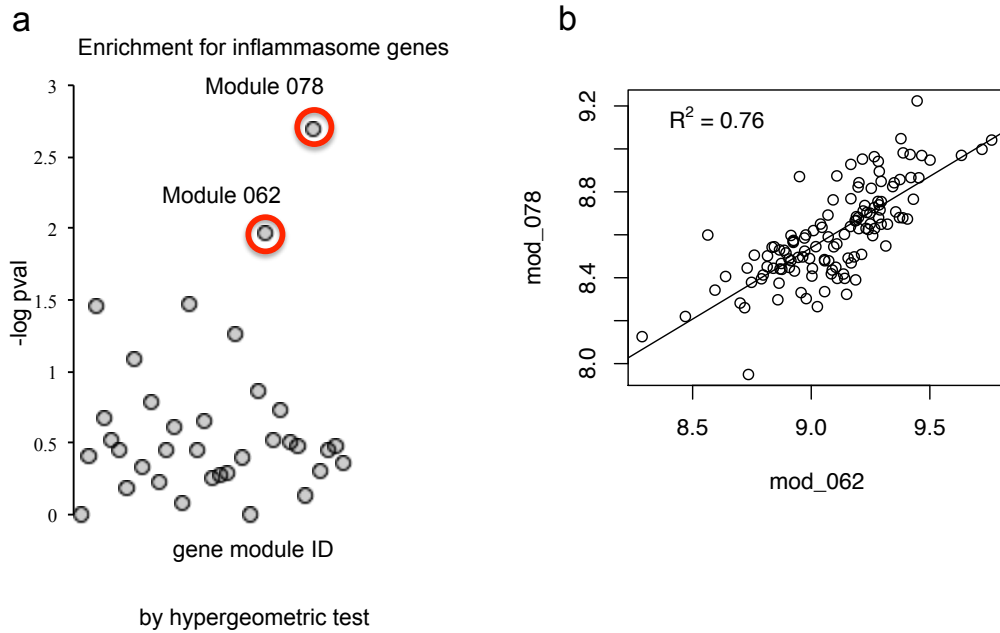 a
Enrichment for inflammasome genes
3
2.5
2
1.5
1
0.5
0
-log pval
Module 078
Module 062
gene module ID
by hypergeometric test
b
R² = 0.76
9.2
8.8
8.4
8.0
mod_078
8.5
9.0
9.5
mod_062